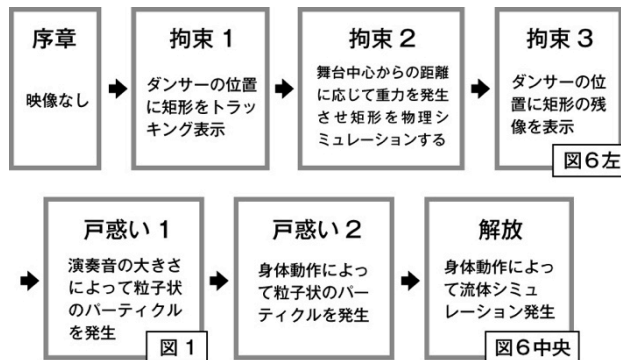 序章
映像なし
拘束 1
ダンサーの位置
に矩形をトラッ
キング表示
拘束 2
舞台中心からの距離
に応じて重力を発生
させ矩形を物理シ
ミュレーションする
拘束 3
ダンサーの位
置に矩形の残
像を表示
図6左
戸惑い 1
演奏音の大きさ
によって粒子状
のパーティクル
を発生
図 1
戸惑い 2
身体動作によっ
て粒子状のパー
ティクルを発生
解放
身体動作によっ
て流体シミュ
レーション発生
図6中央